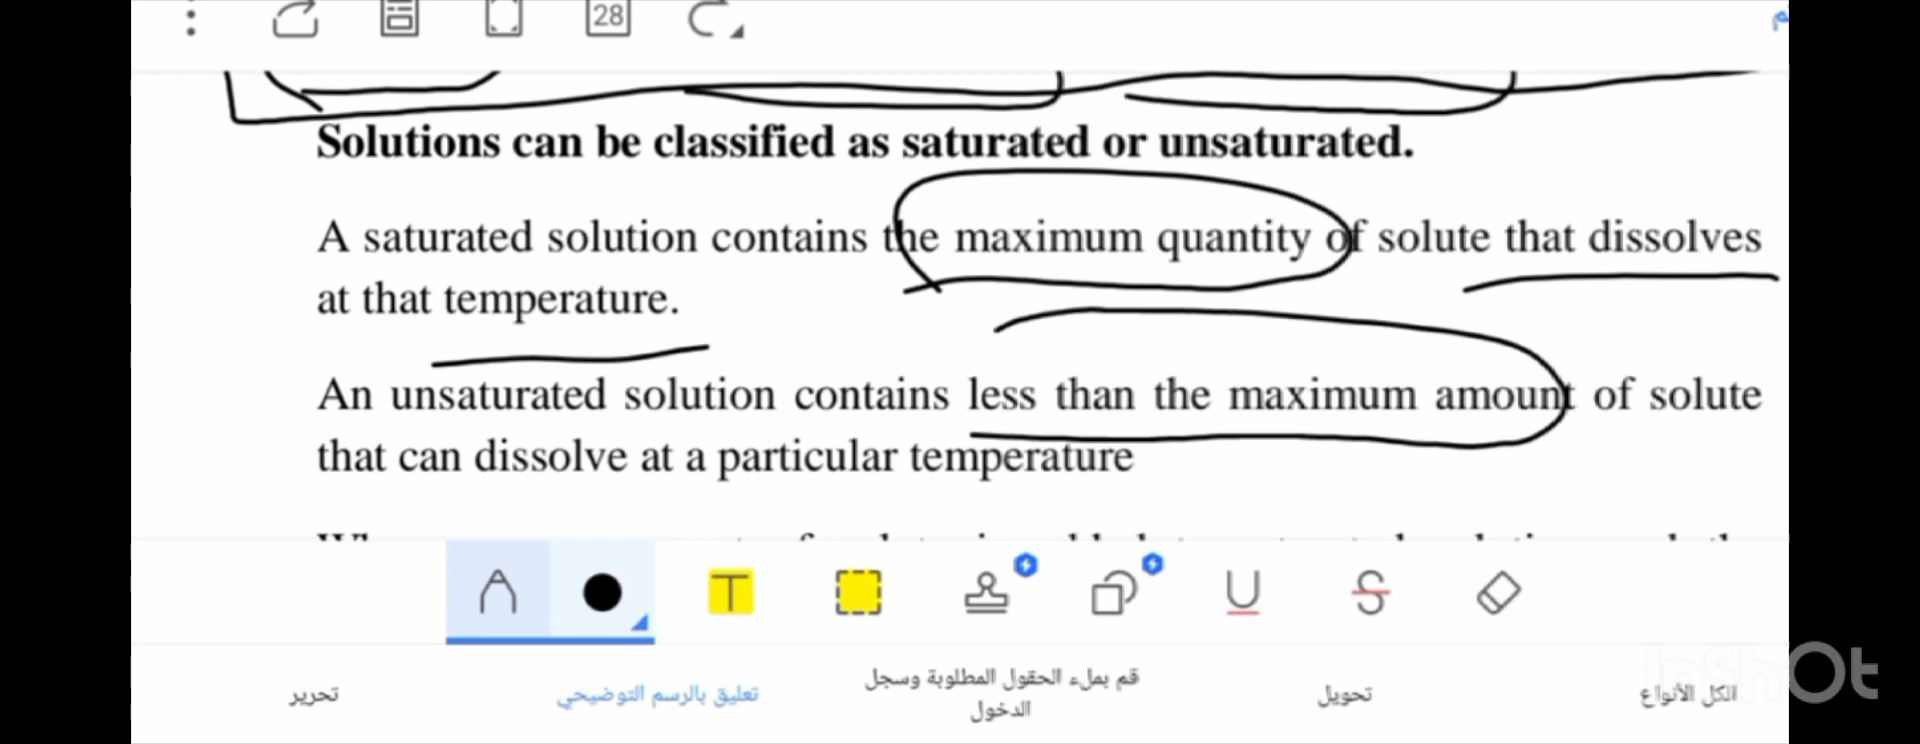 28
Solutions can be classified as saturated or unsaturated.
A saturated solution contains the maximum quantity of solute that dissolves
at that temperature.
An unsaturated solution contains less than the maximum amount of solute
that can dissolve at a particular temperature
T
U
S
تحرير
تعليق بالرسم التوضيحي
قم بملء الحقول المطلوبة وسجل
الدخول
تحويل
الكل الأنواع
InShOt